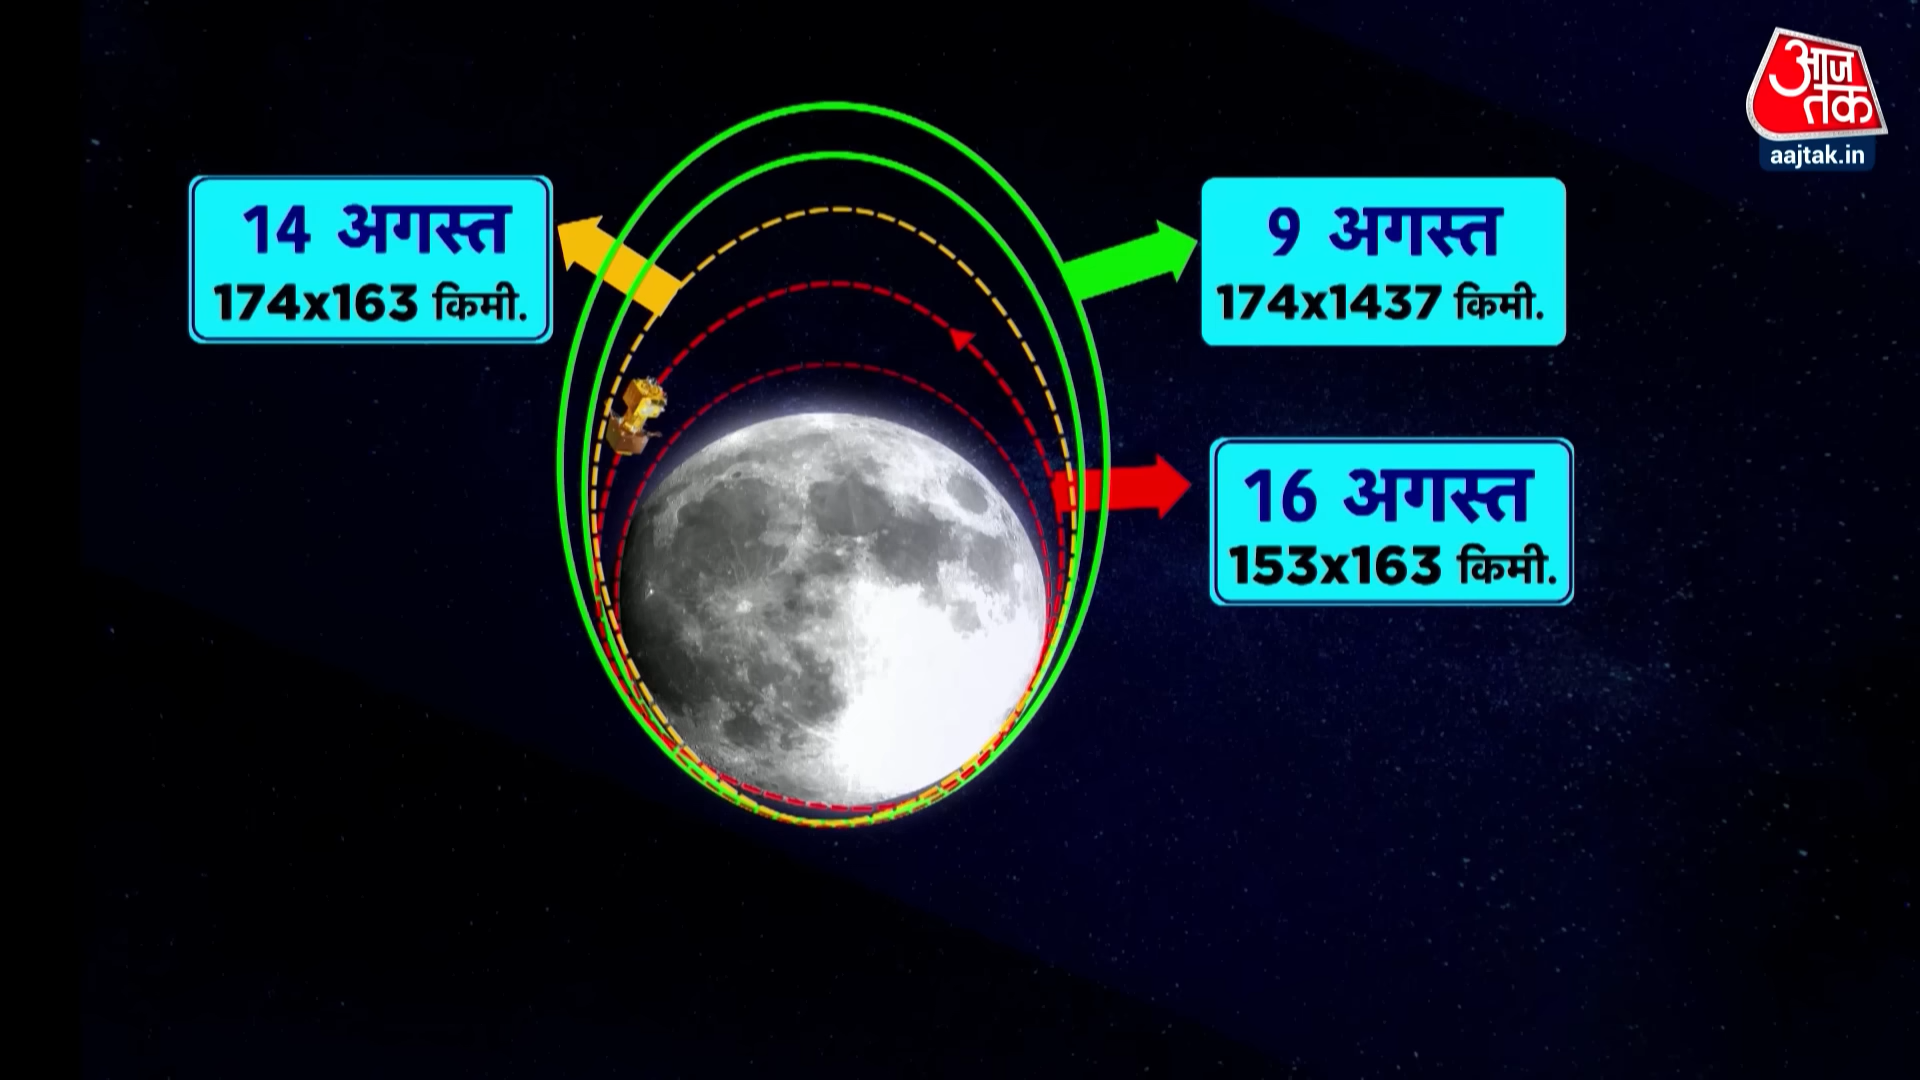 आज
तक
aajtak.in
14 अगस्त
174x163 किमी.
9 अगस्त
174x1437 किमी.
16 अगस्त
153x163 किमी.